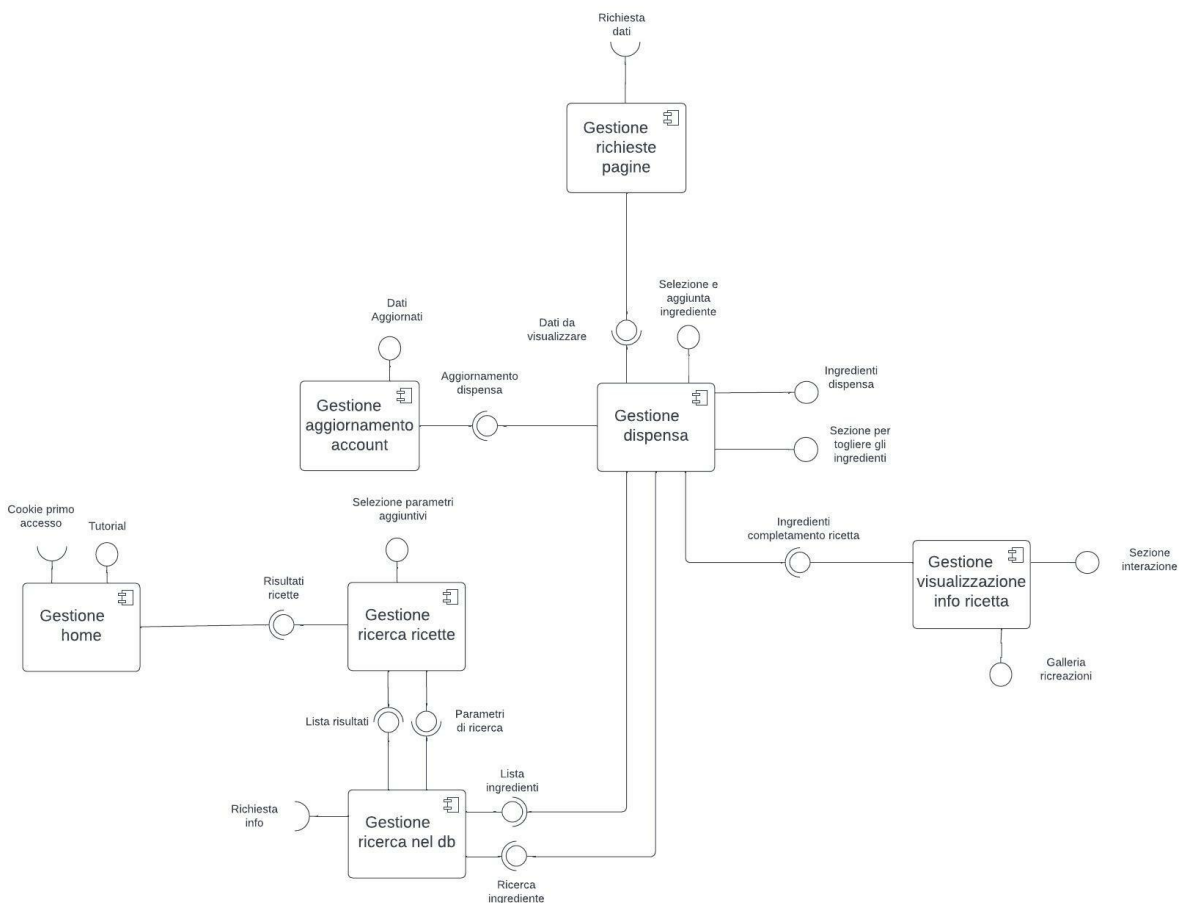 Richiesta
dati
Gestione
richieste
pagine
Selezione e
aggiunta
ingrediente
Dati
Aggiornati
Dati da
visualizzare
Aggiornamento
dispensa
Ingredienti
dispensa
Gestione
aggiornamento
account
Gestione
dispensa
Sezione per
togliere gli
ingredienti
Cookie primo
accesso
Tutorial
Selezione parametri
aggiuntivi
Ingredienti
completamento ricetta
Gestione
visualizzazione
info ricetta
Sezione
interazione
Risultati
ricette
Gestione
home
Gestione
ricerca ricette
Galleria
ricreazioni
Lista risultati
Parametri
di ricerca
Lista
ingredienti
Richiesta
info
Gestione
ricerca nel db
Ricerca
ingrediente